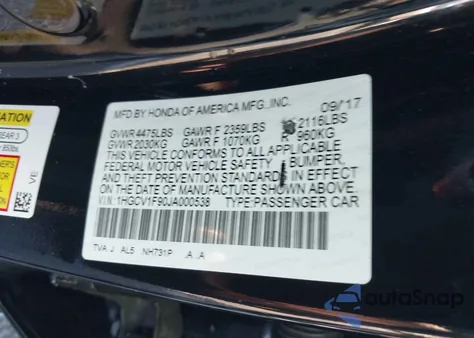 MFD.BY HONDA OF AMERICA MFG.,INC. 09/17
GVWR 4475LBS GAWR F 2359LBS 2116LBS
GVWR 2030KG GAWR F 1070KG 960KG
THIS VEHICLE CONFORMS TO ALL APPLICABLE
FEDERAL MOTOR VEHICLE SAFETY, BUMPER,
AND THEFT PREVENTION STANDARDS IN EFFECT
ON THE DATE OF MANUFACTURE SHOWN ABOVE.
V.I.N: 1HGCV1F90JA000538 TYPE:PASSENGER CAR
TVA J AL5 NH731P .A .A
VE
autoSnap